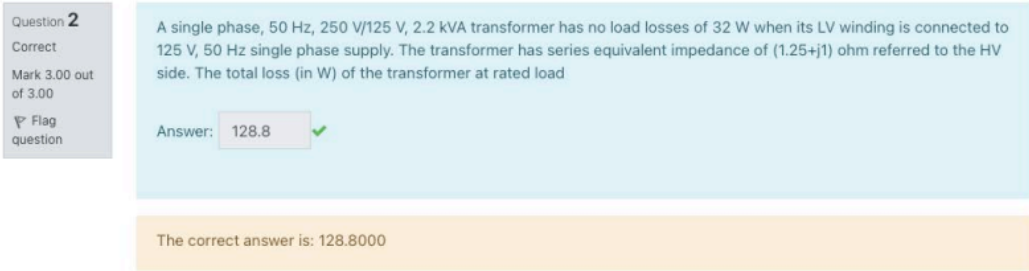 Question 2
Correct
Mark 3.00 out
of 3.00
Flag
question
A single phase, 50 Hz, 250 V/125 V, 2.2 kVA transformer has no load losses of 32 W when its LV winding is connected to
125 V, 50 Hz single phase supply. The transformer has series equivalent impedance of (1.25+j1) ohm referred to the HV
side. The total loss (in W) of the transformer at rated load
Answer: 128.8
The correct answer is: 128.8000